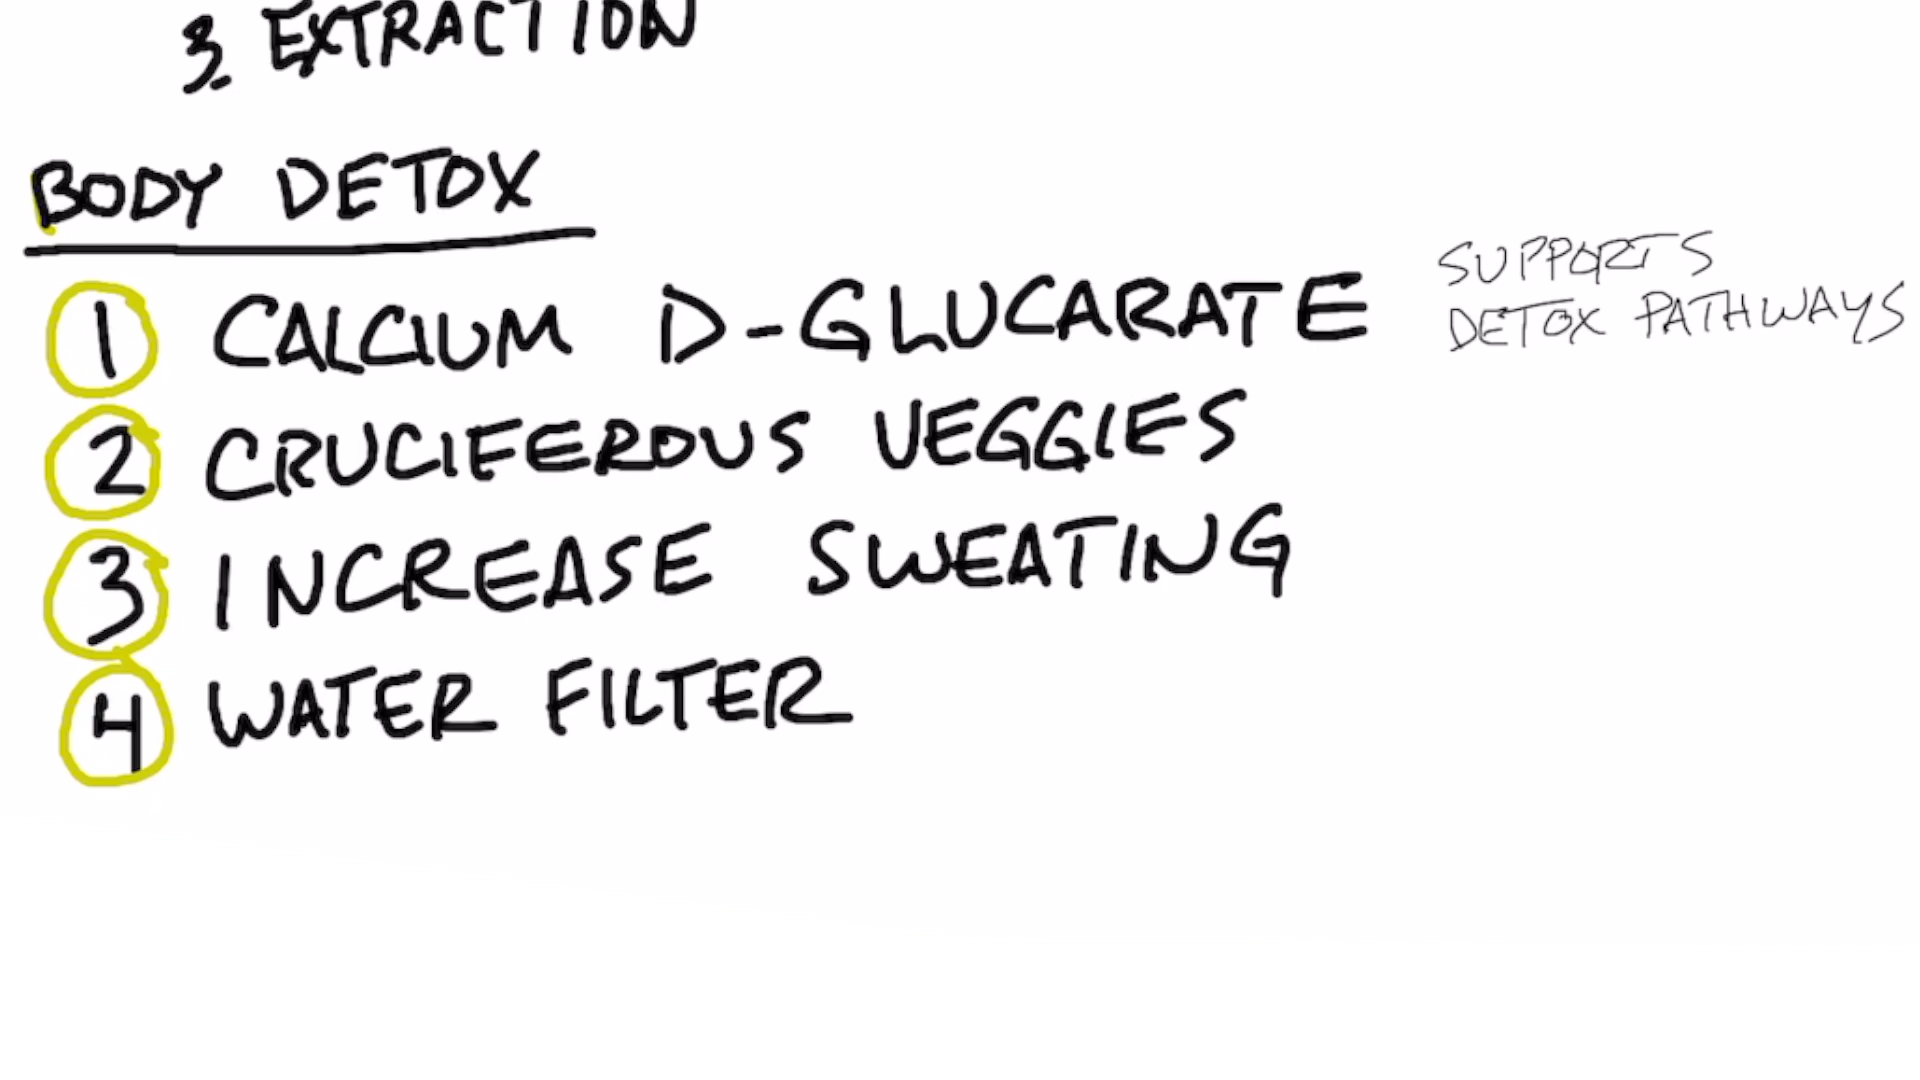 3. EXTRACTION
BODY DETOX
1 CALCIUM D-GLUCARATE
SUPPORTS
DETOX PATHWAYS
2 CRUCIFEROUS VEGGIES
3 INCREASE SWEATING
4 WATER FILTER